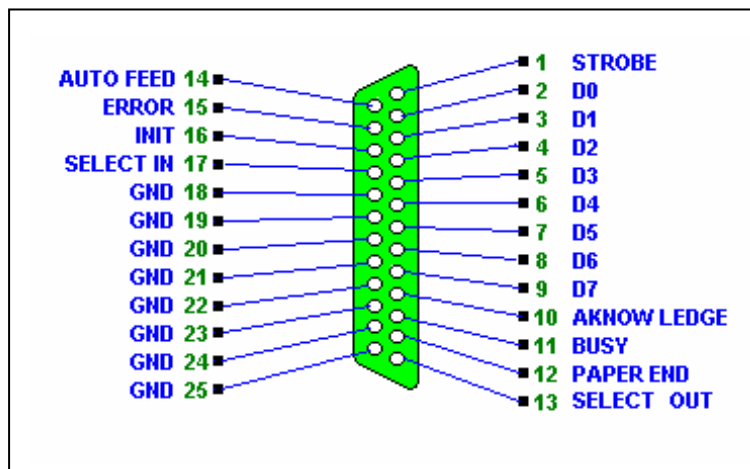 AUTO FEED 14
ERROR 15
INIT 16
SELECT IN 17
GND 18
GND 19
GND 20
GND 21
GND 22
GND 23
GND 24
GND 25
1 STROBE
2 D0
3 D1
4 D2
5 D3
6 D4
7 D5
8 D6
9 D7
10 AKNOW LEDGE
11 BUSY
12 PAPER END
13 SELECT OUT